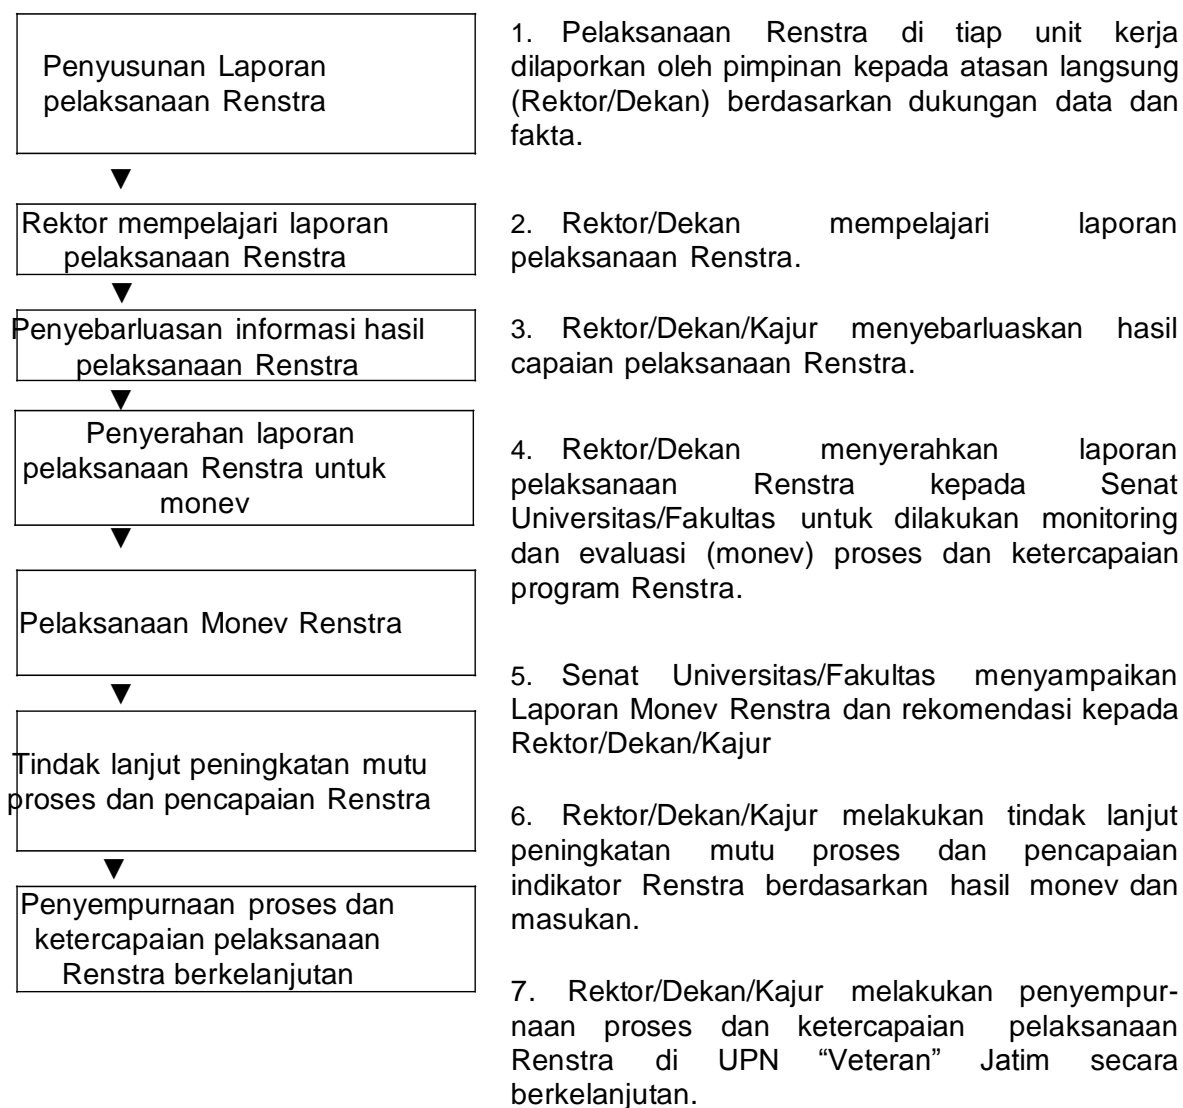 Penyusunan Laporan
pelaksanaan Renstra
▼
Rektor mempelajari laporan
pelaksanaan Renstra
▼
Penyebarluasan informasi hasil
pelaksanaan Renstra
▼
Penyerahan laporan
pelaksanaan Renstra untuk
monev
▼
Pelaksanaan Monev Renstra
▼
Tindak lanjut peningkatan mutu
proses dan pencapaian Renstra
▼
Penyempurnaan proses dan
ketercapaian pelaksanaan
Renstra berkelanjutan
1. Pelaksanaan Renstra di tiap unit kerja
dilaporkan oleh pimpinan kepada atasan langsung
(Rektor/Dekan) berdasarkan dukungan data dan
fakta.
2. Rektor/Dekan mempelajari laporan
pelaksanaan Renstra.
3. Rektor/Dekan/Kajur menyebarluaskan hasil
capaian pelaksanaan Renstra.
4. Rektor/Dekan menyerahkan laporan
pelaksanaan Renstra kepada Senat
Universitas/Fakultas untuk dilakukan monitoring
dan evaluasi (monev) proses dan ketercapaian
program Renstra.
5. Senat Universitas/Fakultas menyampaikan
Laporan Monev Renstra dan rekomendasi kepada
Rektor/Dekan/Kajur
6. Rektor/Dekan/Kajur melakukan tindak lanjut
peningkatan mutu proses dan pencapaian
indikator Renstra berdasarkan hasil monev dan
masukan.
7. Rektor/Dekan/Kajur melakukan penyempur-
naan proses dan ketercapaian pelaksanaan
Renstra di UPN “Veteran” Jatim secara
berkelanjutan.